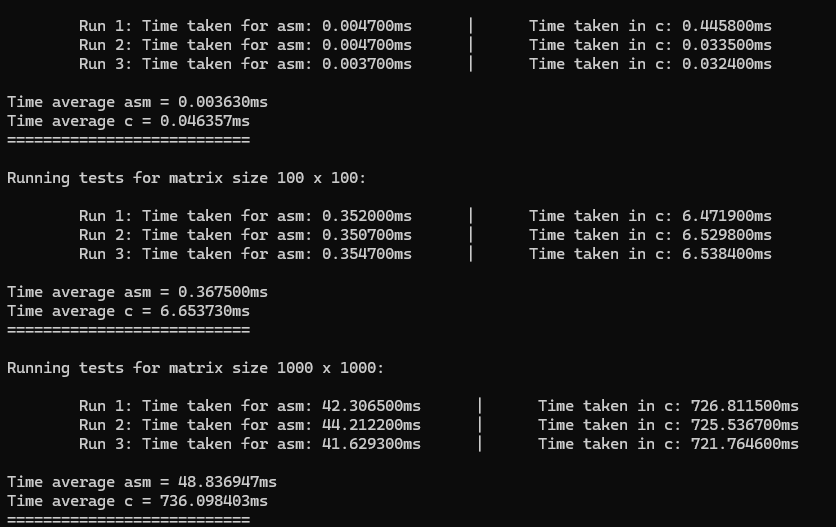 Run 1: Time taken for asm: 0.004700ms | Time taken in c: 0.445800ms
Run 2: Time taken for asm: 0.004700ms | Time taken in c: 0.033500ms
Run 3: Time taken for asm: 0.003700ms | Time taken in c: 0.032400ms
Time average asm = 0.003630ms
Time average c = 0.046357ms
===========================
Running tests for matrix size 100 x 100:
Run 1: Time taken for asm: 0.352000ms | Time taken in c: 6.471900ms
Run 2: Time taken for asm: 0.350700ms | Time taken in c: 6.529800ms
Run 3: Time taken for asm: 0.354700ms | Time taken in c: 6.538400ms
Time average asm = 0.367500ms
Time average c = 6.653730ms
===========================
Running tests for matrix size 1000 x 1000:
Run 1: Time taken for asm: 42.306500ms | Time taken in c: 726.811500ms
Run 2: Time taken for asm: 44.212200ms | Time taken in c: 725.536700ms
Run 3: Time taken for asm: 41.629300ms | Time taken in c: 721.764600ms
Time average asm = 48.836947ms
Time average c = 736.098403ms
===========================